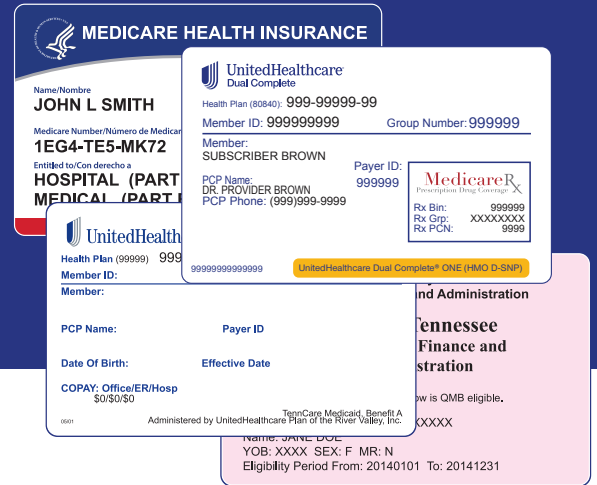 MEDICARE HEALTH INSURANCE
Name/Nombre
JOHN L SMITH
Medicare Number/Número de Medicar
1EG4-TE5-MK72
Entitled to/Con derecho a
HOSPITAL (PART
MEDICAL (PART
UnitedHealthcare
Dual Complete
Health Plan (80840): 999-99999-99
Member ID: 999999999 Group Number: 999999
Member:
SUBSCRIBER BROWN
Payer ID:
999999
PCP Name:
DR. PROVIDER BROWN
PCP Phone: (999)999-9999
MedicareRx
Prescription Drug Coverage
Rx Bin: 999999
Rx Grp: XXXXXXXX
Rx PCN: 9999
99999999999999 UnitedHealthcare Dual Complete® ONE (HMO D-SNP)
UnitedHealth
Health Plan (99999) 999
Member ID:
Member:
PCP Name: Payer ID
Date Of Birth: Effective Date
COPAY: Office/ER/Hosp
$0/$0/$0
TennCare Medicaid, Benefit A
05/01 Administered by UnitedHealthcare Plan of the River Valley, Inc.
nd Administration
Tennessee
Finance and
stration
ow is QMB eligible.
XXXXX
Name: JANE DOE
YOB: XXXX SEX: F MR: N
Eligibility Period From: 20140101 To: 20141231